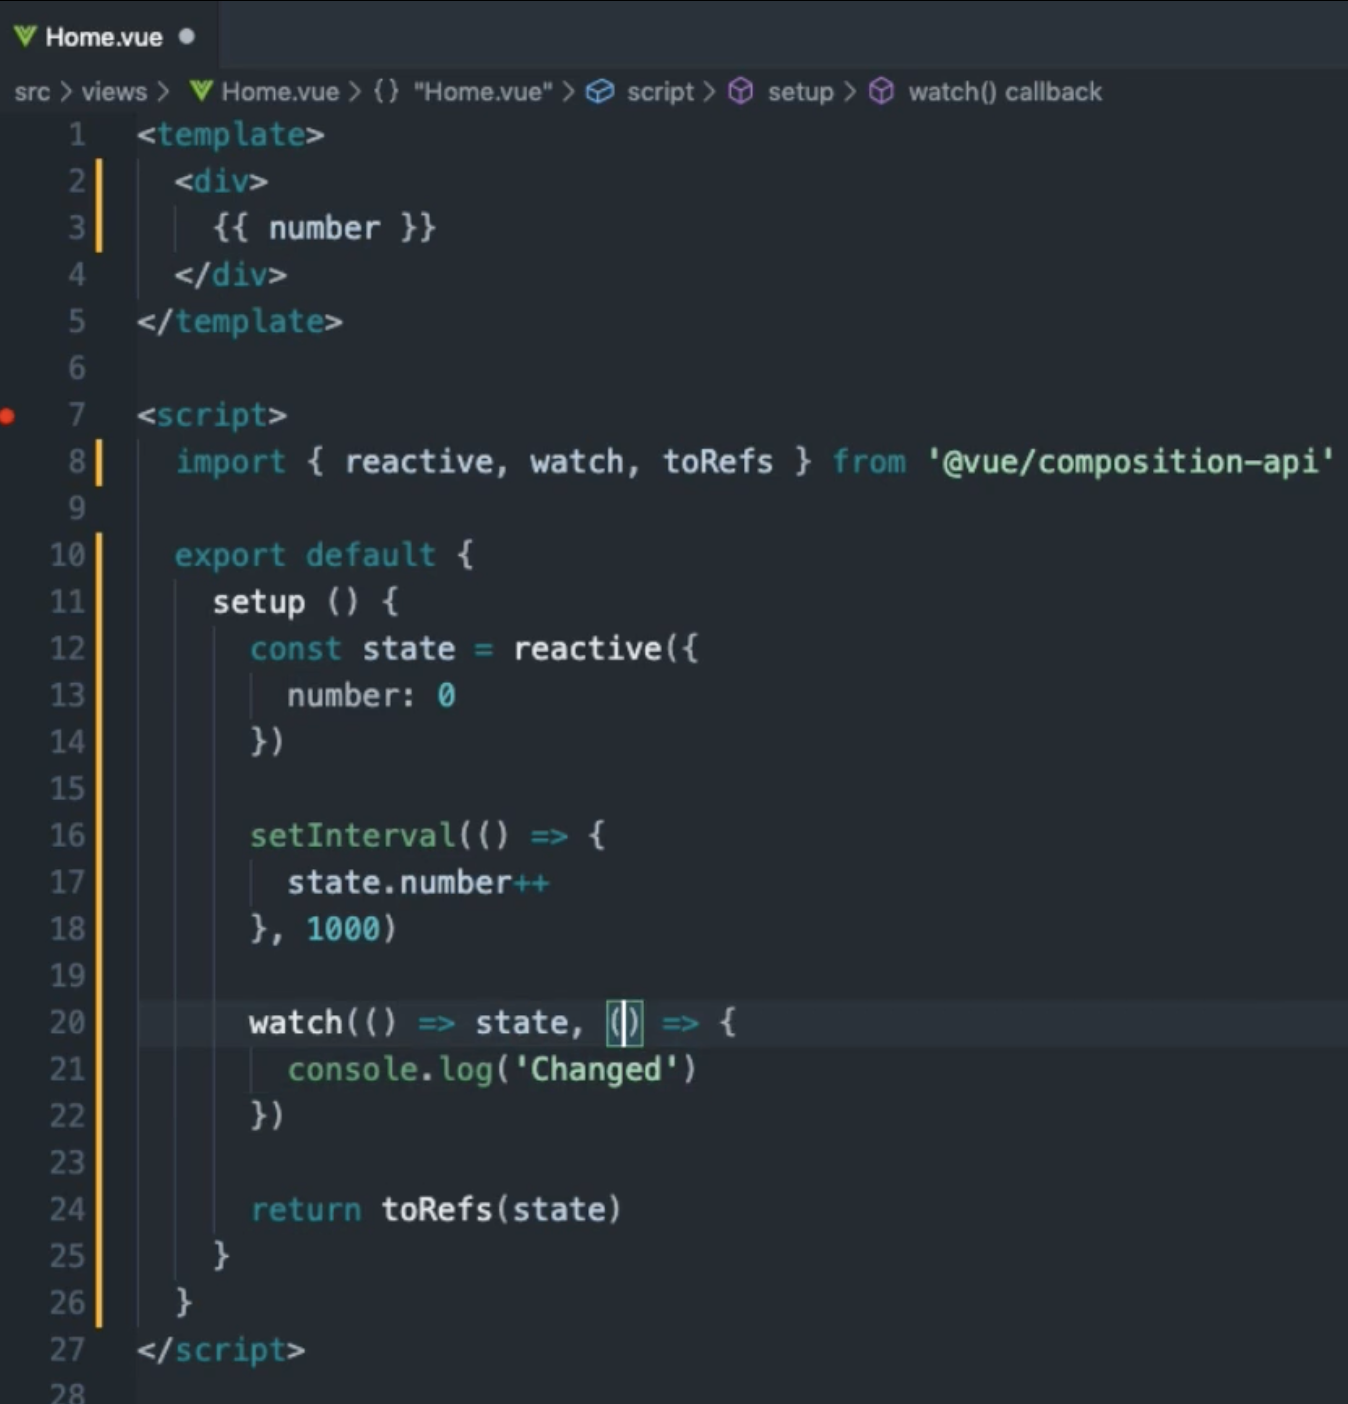 Home.vue
src > views > Home.vue > {} "Home.vue" > script > setup > watch() callback
1 <template>
2 <div>
3 {{ number }}
4 </div>
5 </template>
6
7 <script>
8 import { reactive, watch, toRefs } from '@vue/composition-api'
9
10 export default {
11 setup () {
12 const state = reactive({
13 number: 0
14 })
15
16 setInterval(() => {
17 state.number++
18 }, 1000)
19
20 watch(() => state, () => {
21 console.log('Changed')
22 })
23
24 return toRefs(state)
25 }
26 }
27 </script>
28